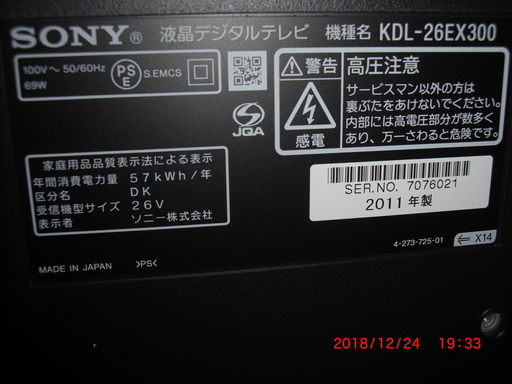 SONY® 液晶デジタルテレビ 機種名 KDL-26EX300
100V～ 50/60Hz
69W
PS
E
S.EMCS
JQA
警告
感電
高圧注意
サービスマン以外の方は
裏ぶたをあけないでください。
内部には高電圧部分が数多く
あり、万一さわると危険です。
家庭用品品質表示法による表示
年間消費電力量 57kWh/年
区分名 DK
受信機型サイズ 26V
表示者 ソニー株式会社
SER.NO. 7076021
2011年製
4-273-725-01
X14
MADE IN JAPAN >PS<
2018/12/24 19:33